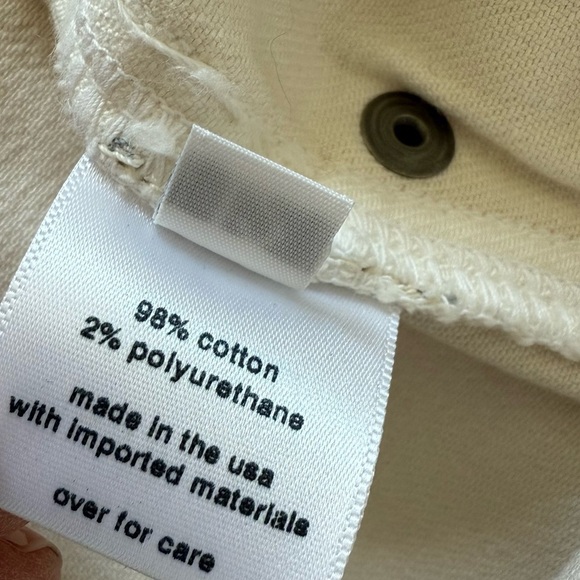 98% cotton
2% polyurethane
made in the usa
with imported materials
over for care